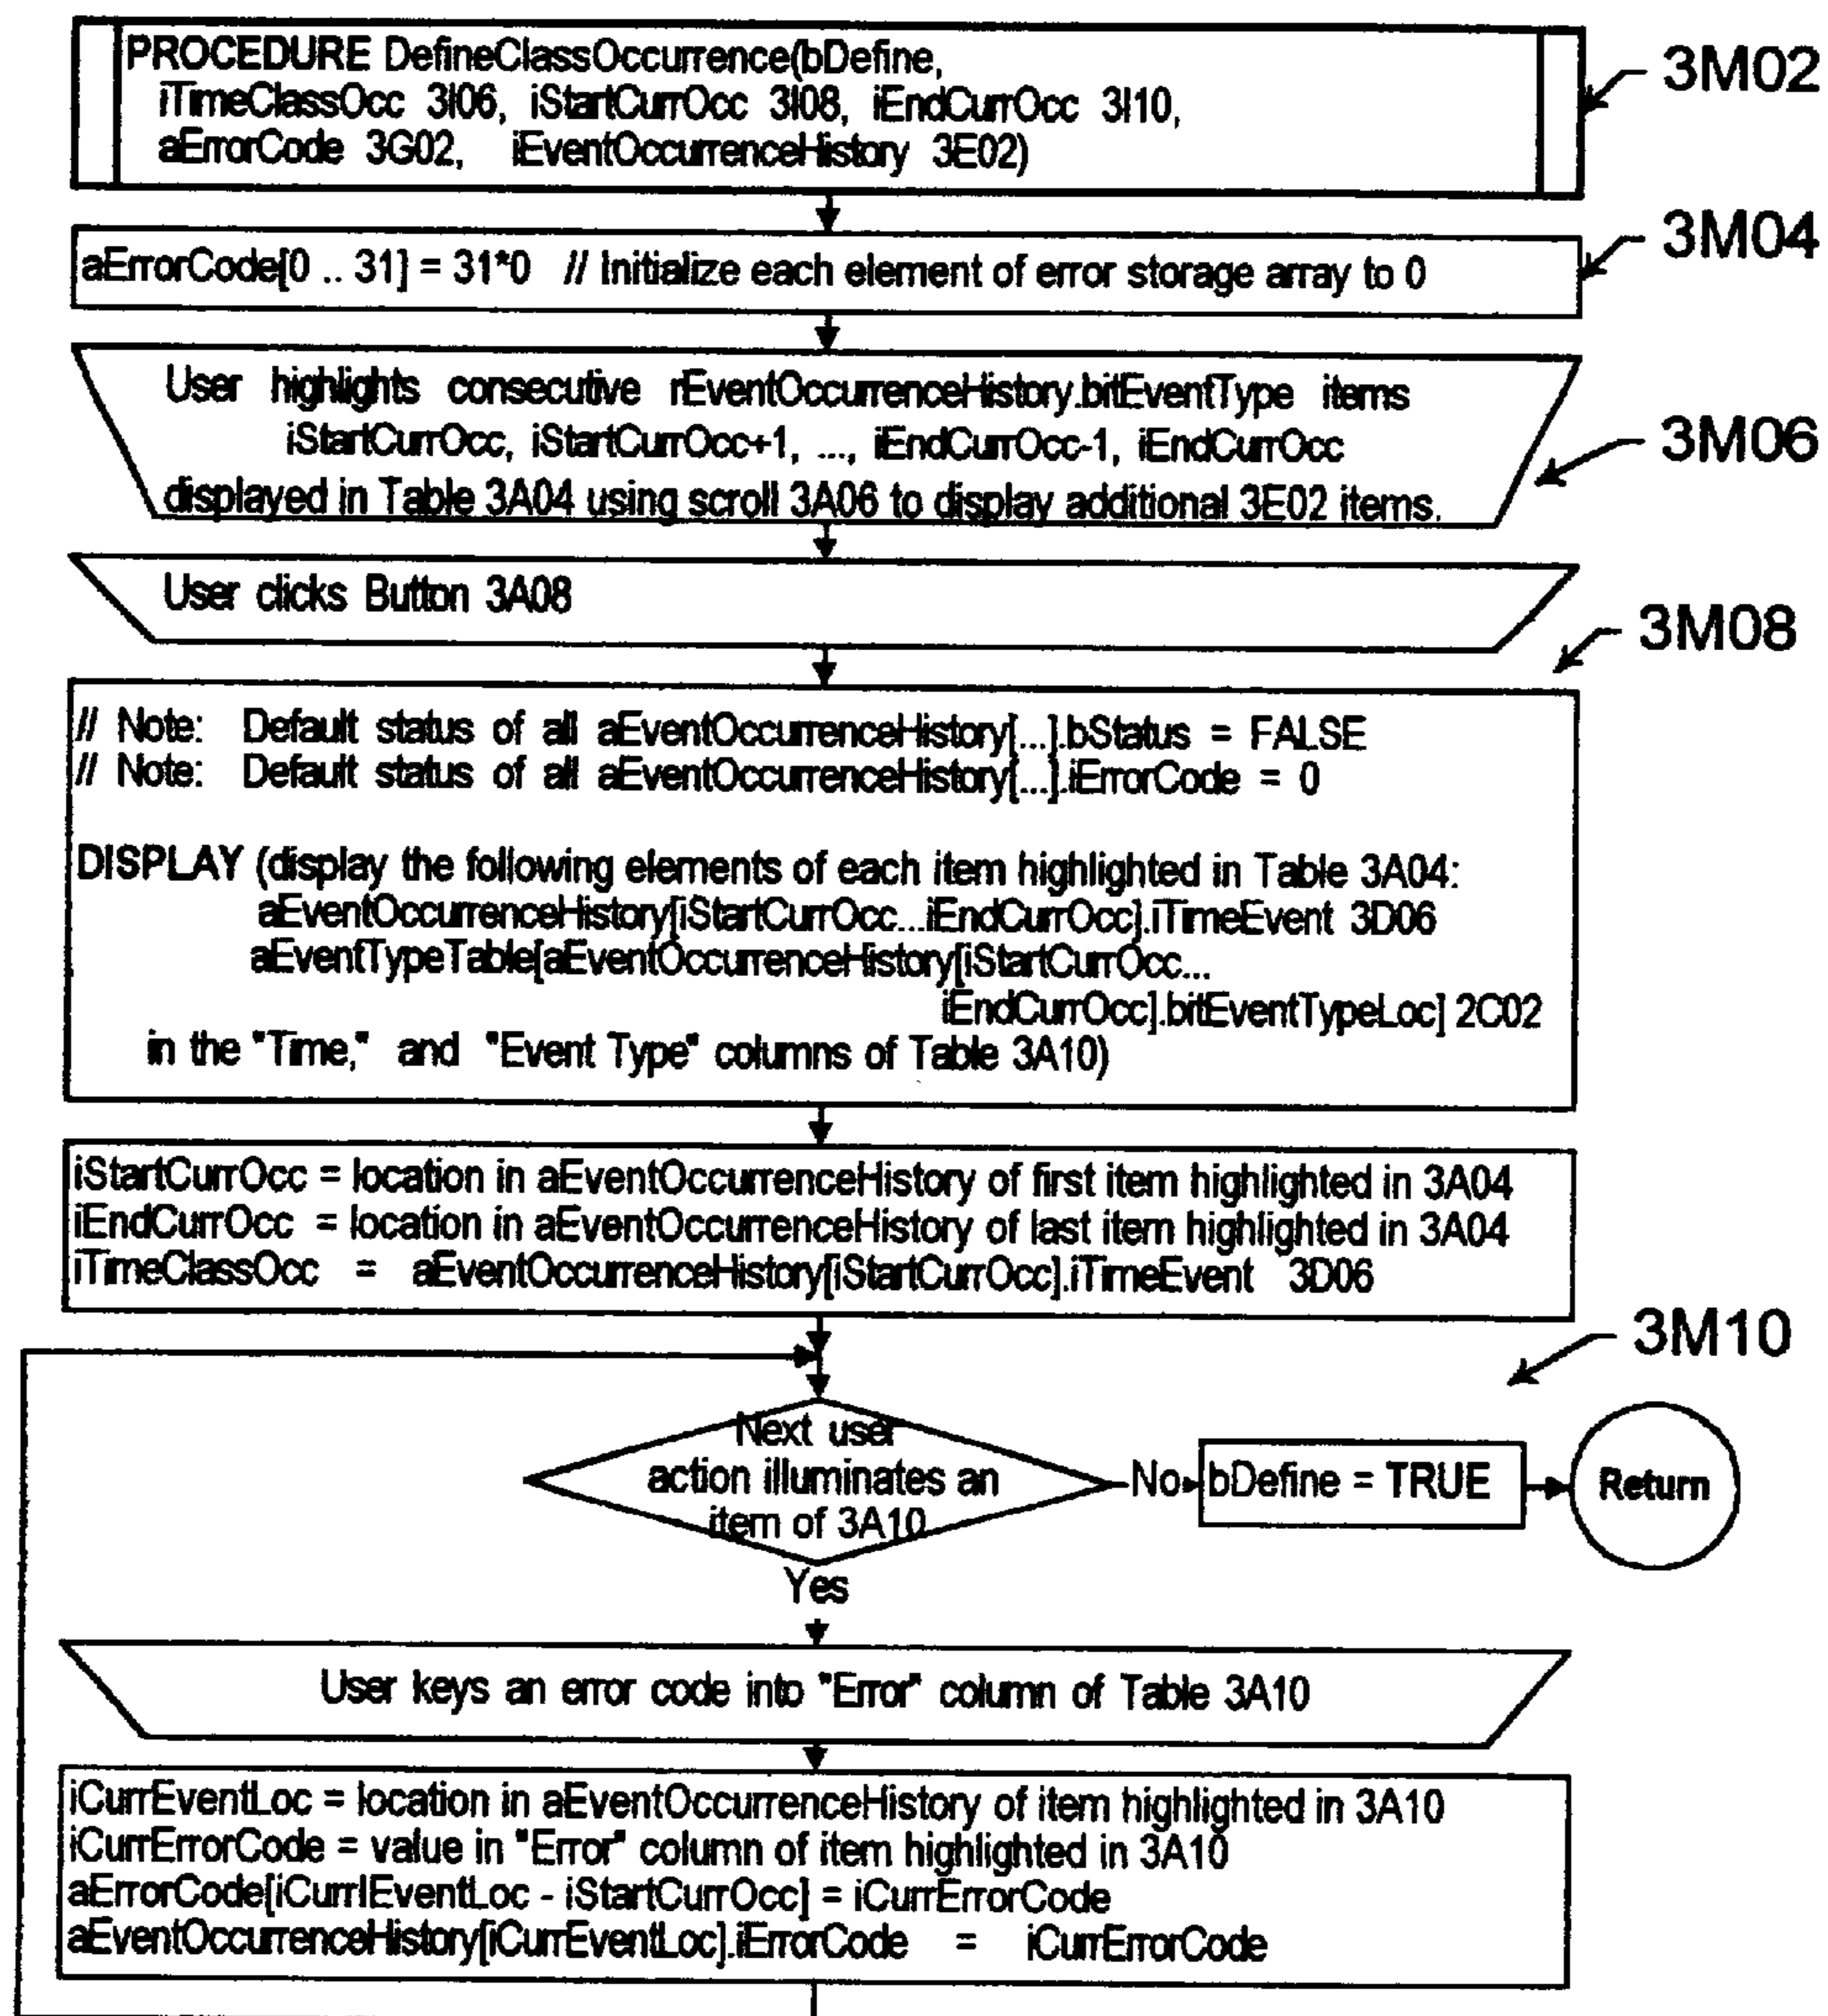 PROCEDURE DefineClassOccurrence(bDefine,
iTimeClassOcc 3I06, iStartCurrOcc 3I08, iEndCurrOcc 3I10,
aErrorCode 3G02, iEventOccurrenceHistory 3E02)
3M02
aErrorCode[0 .. 31] = 31*0 // Initialize each element of error storage array to 0
3M04
User highlights consecutive rEventOccurrenceHistory.bitEventType items
iStartCurrOcc, iStartCurrOcc+1, ..., iEndCurrOcc-1, iEndCurrOcc
displayed in Table 3A04 using scroll 3A06 to display additional 3E02 items.
3M06
User clicks Button 3A08
3M08
// Note: Default status of all aEventOccurrenceHistory[...].bStatus = FALSE
// Note: Default status of all aEventOccurrenceHistory[...].iErrorCode = 0
DISPLAY (display the following elements of each item highlighted in Table 3A04:
aEventOccurrenceHistory[iStartCurrOcc...iEndCurrOcc].iTimeEvent 3D06
aEventTypeTable[aEventOccurrenceHistory[iStartCurrOcc...
iEndCurrOcc].bitEventTypeLoc] 2C02
in the "Time," and "Event Type" columns of Table 3A10)
iStartCurrOcc = location in aEventOccurrenceHistory of first item highlighted in 3A04
iEndCurrOcc = location in aEventOccurrenceHistory of last item highlighted in 3A04
iTimeClassOcc = aEventOccurrenceHistory[iStartCurrOcc].iTimeEvent 3D06
3M10
Next user
action illuminates an
item of 3A10
No
bDefine = TRUE
Return
Yes
User keys an error code into "Error" column of Table 3A10
iCurrEventLoc = location in aEventOccurrenceHistory of item highlighted in 3A10
iCurrErrorCode = value in "Error" column of item highlighted in 3A10
aErrorCode[iCurrIEventLoc - iStartCurrOcc] = iCurrErrorCode
aEventOccurrenceHistory[iCurrEventLoc].iErrorCode = iCurrErrorCode